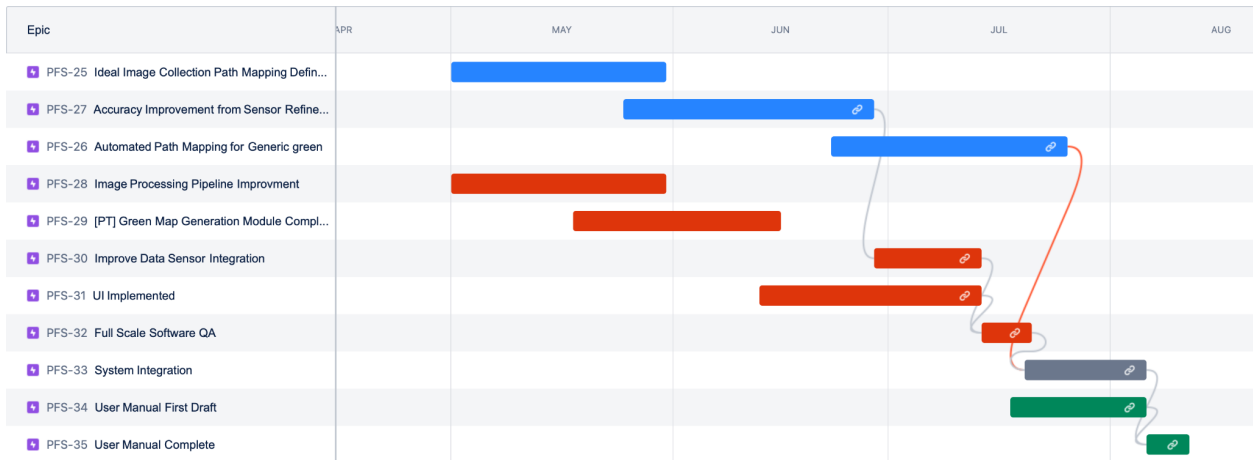 Epic APR MAY JUN JUL AUG
PFS-25 Ideal Image Collection Path Mapping Defin...
PFS-27 Accuracy Improvement from Sensor Refine...
PFS-26 Automated Path Mapping for Generic green
PFS-28 Image Processing Pipeline Improvment
PFS-29 [PT] Green Map Generation Module Compl...
PFS-30 Improve Data Sensor Integration
PFS-31 UI Implemented
PFS-32 Full Scale Software QA
PFS-33 System Integration
PFS-34 User Manual First Draft
PFS-35 User Manual Complete